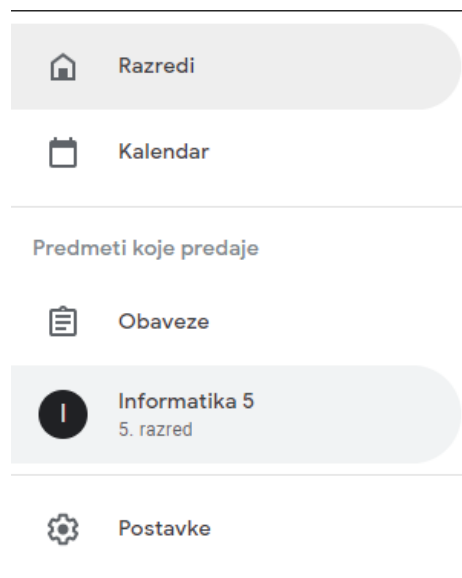 Razredi
Kalendar
Predmeti koje predaje
Obaveze
I
Informatika 5
5. razred
Postavke